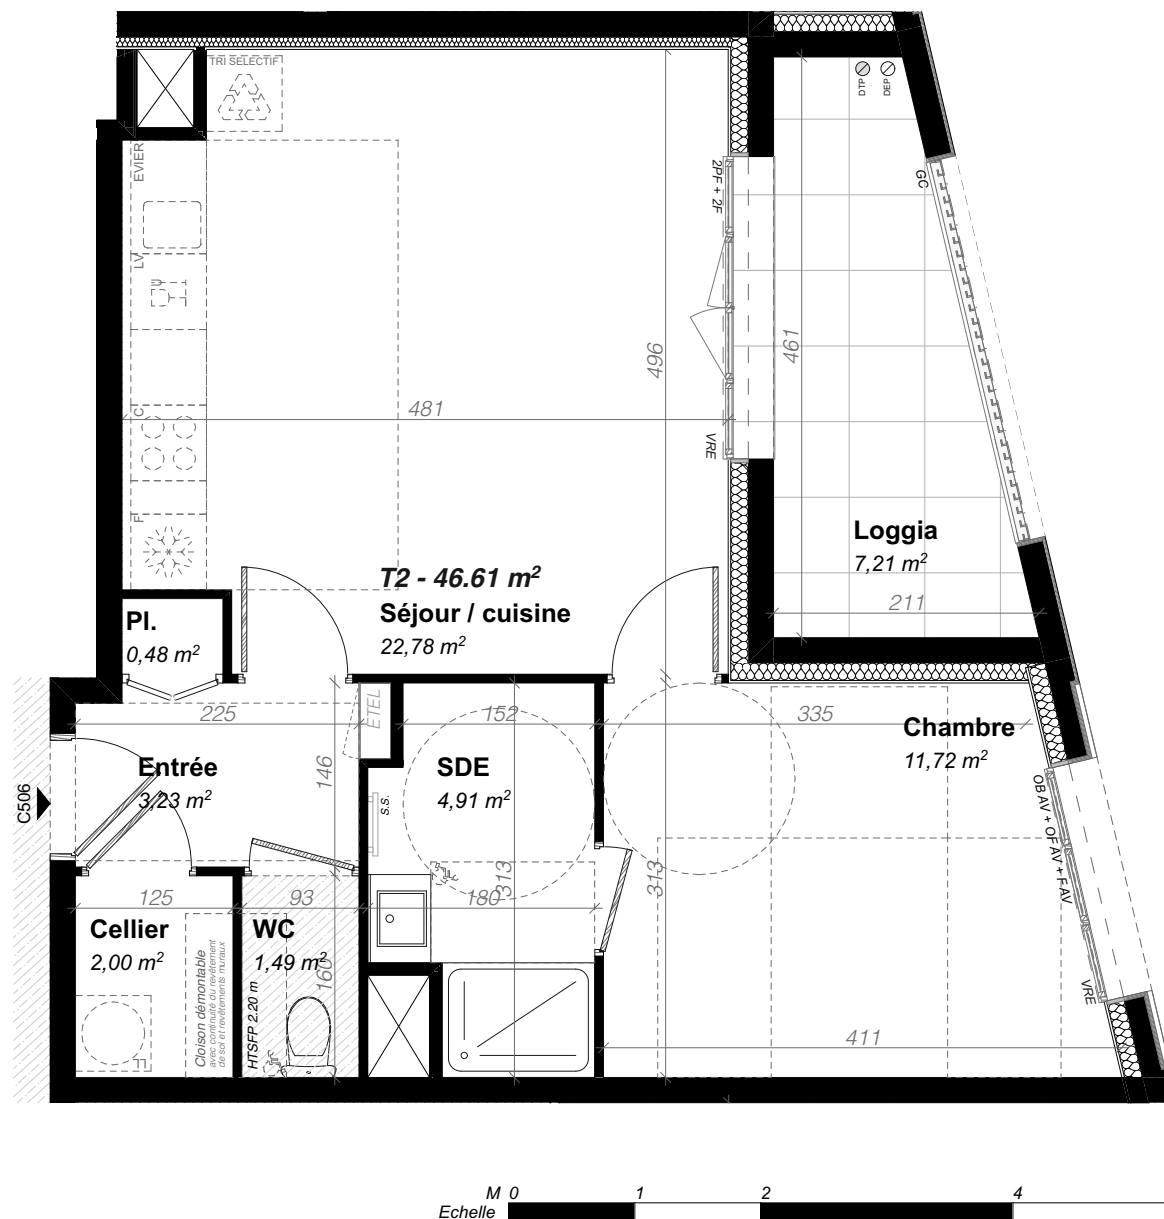 TRI SELECTIF
DTP
DEP
EVIER
2PF + 2F
GC
LV
496
461
481
C
VRE
F
Loggia
7,21 m²
T2 - 46.61 m²
Séjour / cuisine
22,78 m²
211
Pl.
0,48 m²
225
ETEL
152
335
Chambre
11,72 m²
Entrée
3,23 m²
146
SDE
4,91 m²
C506
s.s.
OB AV + OF AV + F AV
313
313
125
93
180
Cellier
2,00 m²
WC
1,49 m²
160
Cloison démontable
avec continuité du revêtement
de sol et revêtements muraux
HTSFP 2.20 m
VRE
LL
411
M 0 1 2 4
Echelle